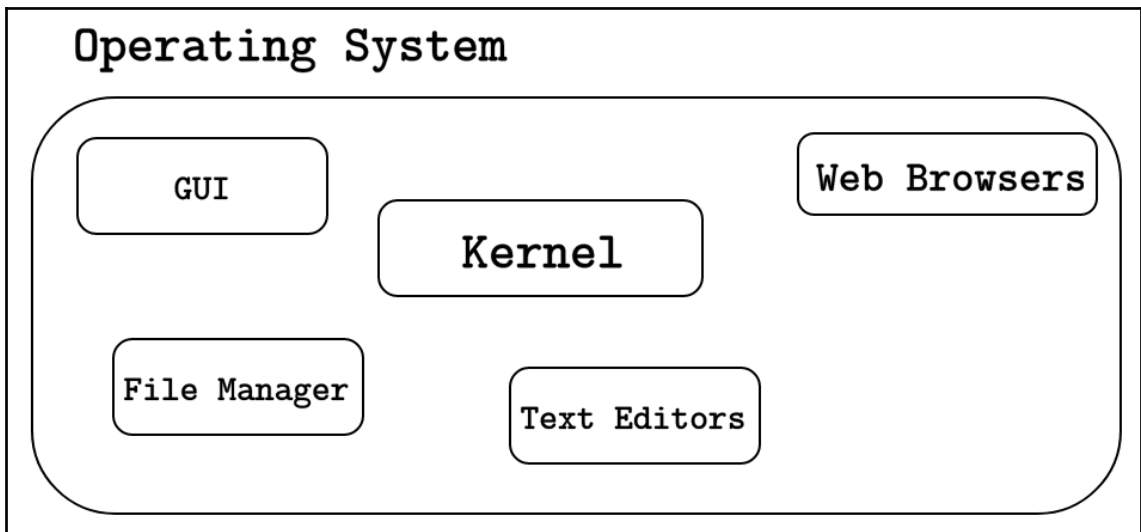 Operating System
GUI
Web Browsers
Kernel
File Manager
Text Editors